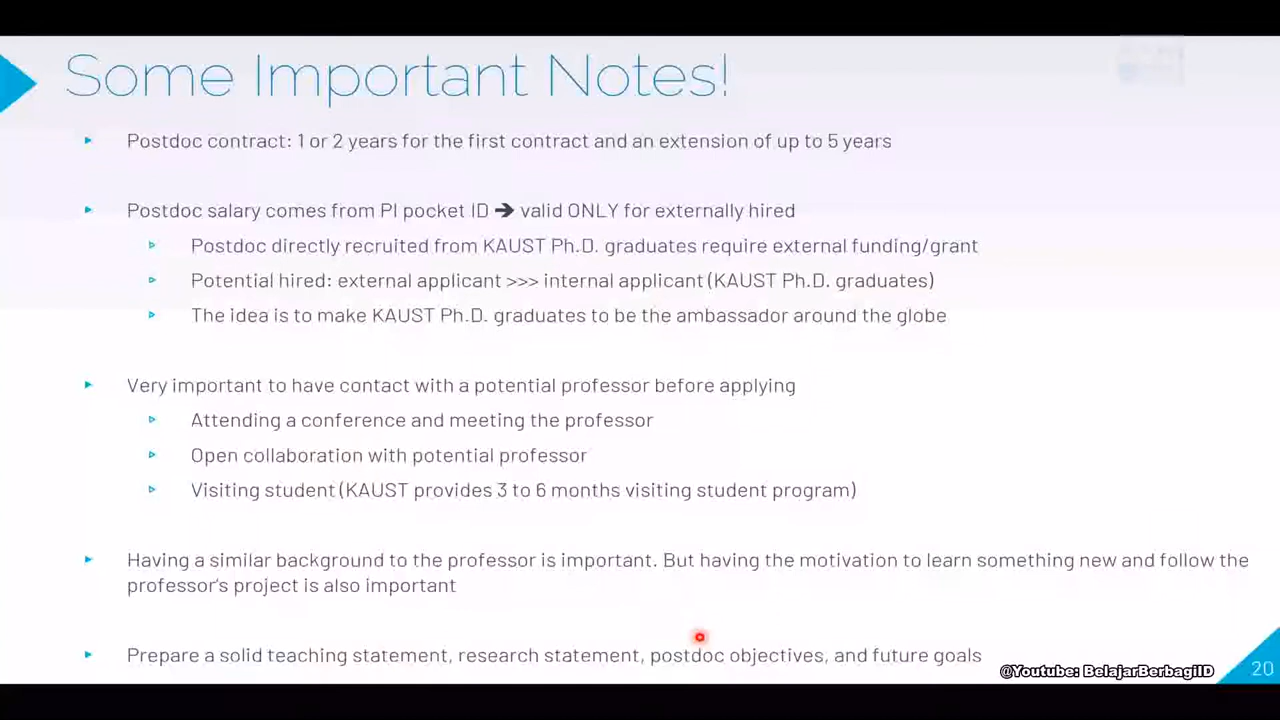 Some Important Notes!
Postdoc contract: 1 or 2 years for the first contract and an extension of up to 5 years
Postdoc salary comes from PI pocket ID → valid ONLY for externally hired
Postdoc directly recruited from KAUST Ph.D. graduates require external funding/grant
Potential hired: external applicant >>> internal applicant (KAUST Ph.D. graduates)
The idea is to make KAUST Ph.D. graduates to be the ambassador around the globe
Very important to have contact with a potential professor before applying
Attending a conference and meeting the professor
Open collaboration with potential professor
Visiting student (KAUST provides 3 to 6 months visiting student program)
Having a similar background to the professor is important. But having the motivation to learn something new and follow the
professor's project is also important
Prepare a solid teaching statement, research statement, postdoc objectives, and future goals
@Youtube: BelajarBerbagiID
20